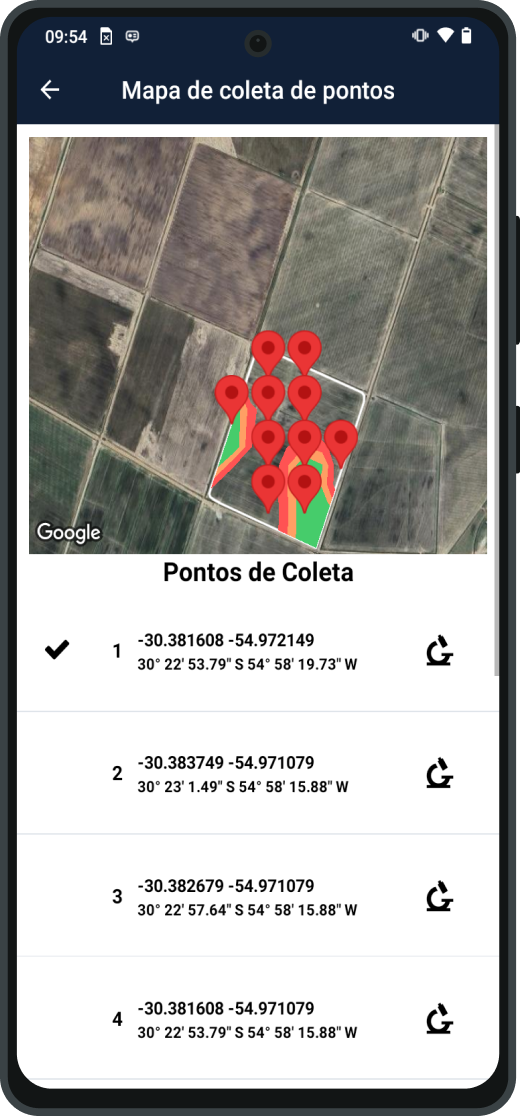 09:54
Mapa de coleta de pontos
Google
Pontos de Coleta
1
-30.381608 -54.972149
30° 22' 53.79" S 54° 58' 19.73" W
2
-30.383749 -54.971079
30° 23' 1.49" S 54° 58' 15.88" W
3
-30.382679 -54.971079
30° 22' 57.64" S 54° 58' 15.88" W
4
-30.381608 -54.971079
30° 22' 53.79" S 54° 58' 15.88" W